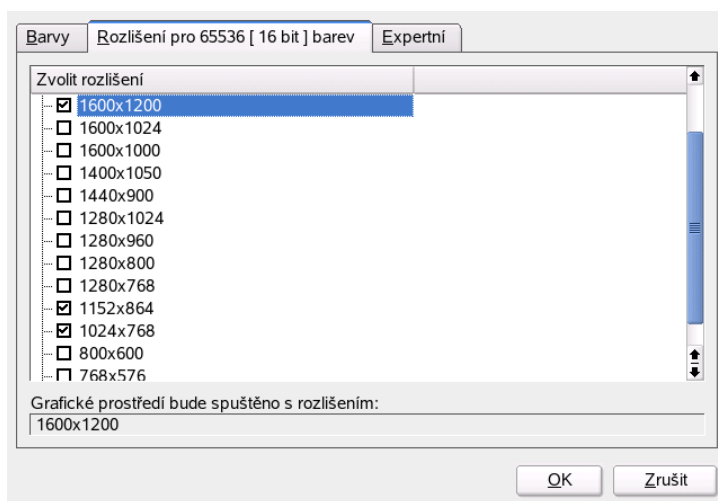 Barvy Rozlišení pro 65536 [ 16 bit ] barev Expertní
Zvolit rozlišení
1600x1200
1600x1024
1600x1000
1400x1050
1440x900
1280x1024
1280x960
1280x800
1280x768
1152x864
1024x768
800x600
768x576
Grafické prostředí bude spuštěno s rozlišením:
1600x1200
OK Zrušit